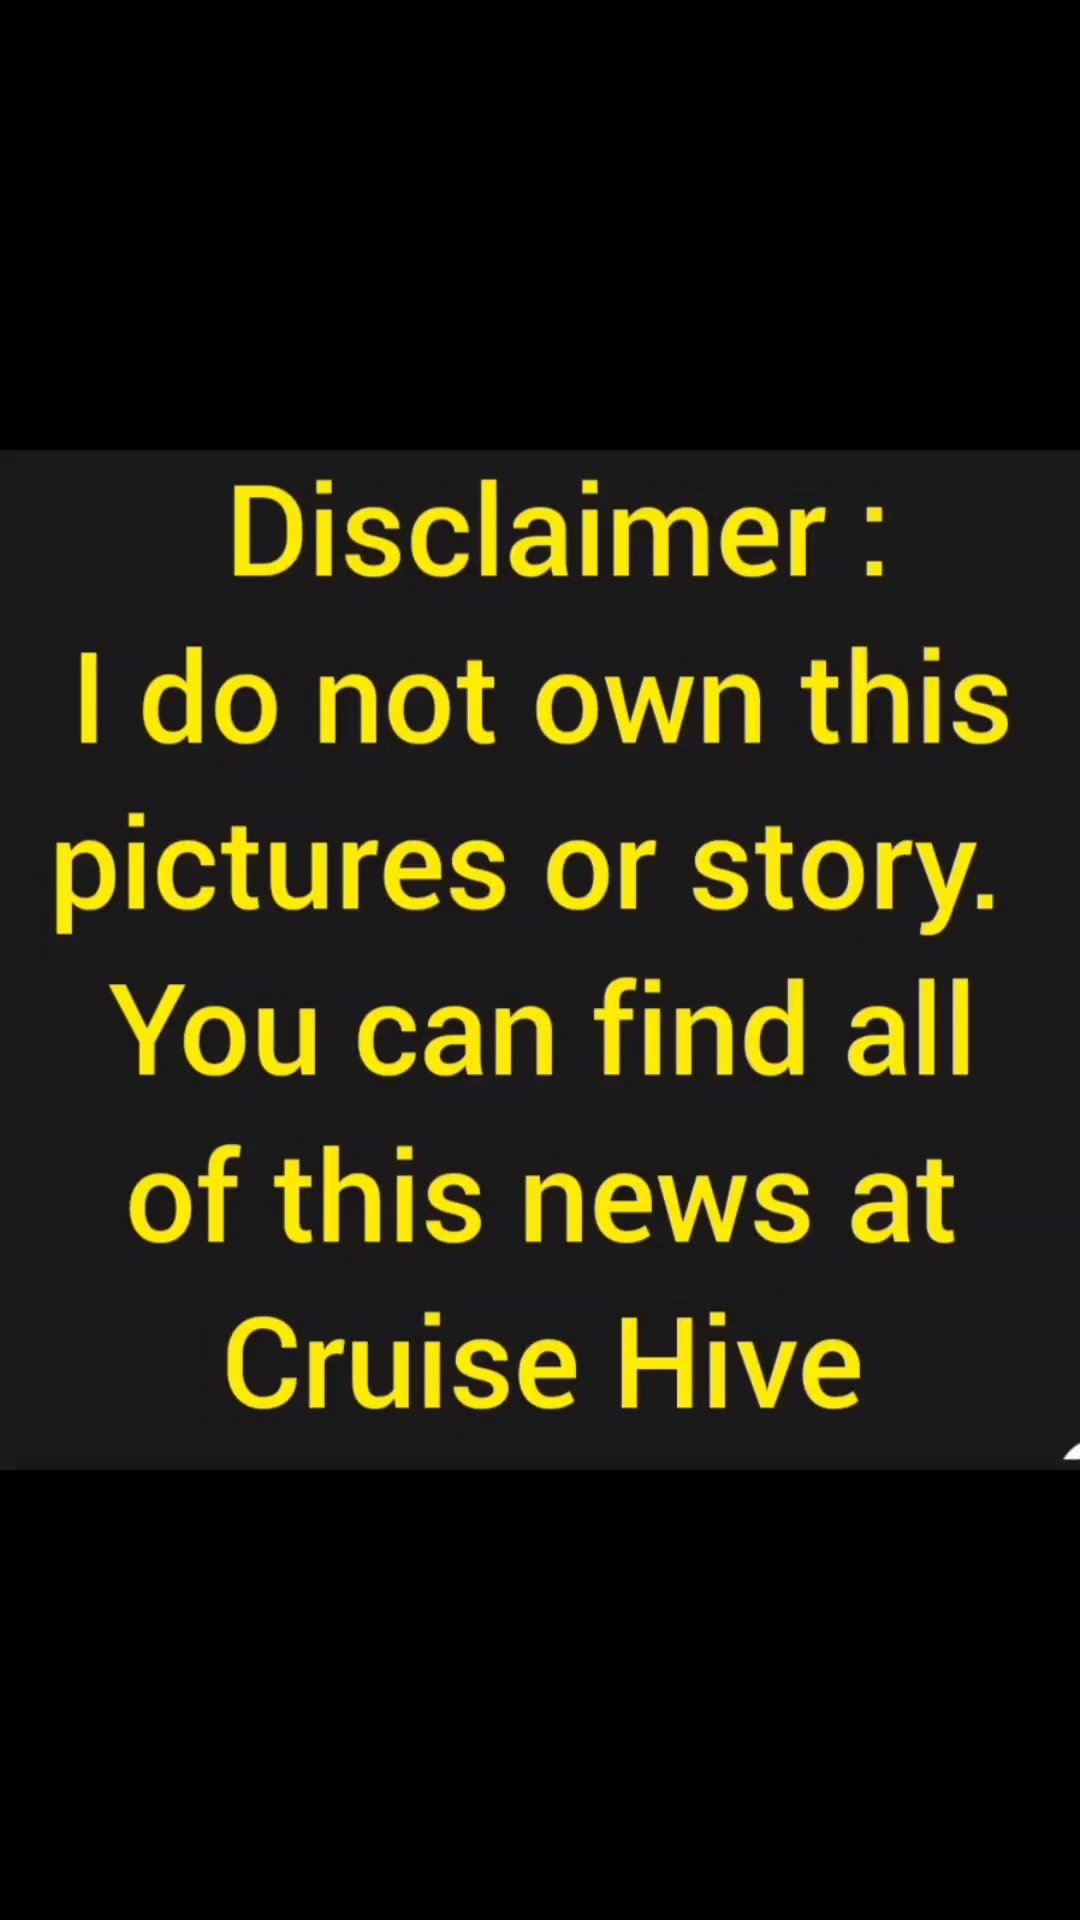 Disclaimer :
I do not own this
pictures or story.
You can find all
of this news at
Cruise Hive